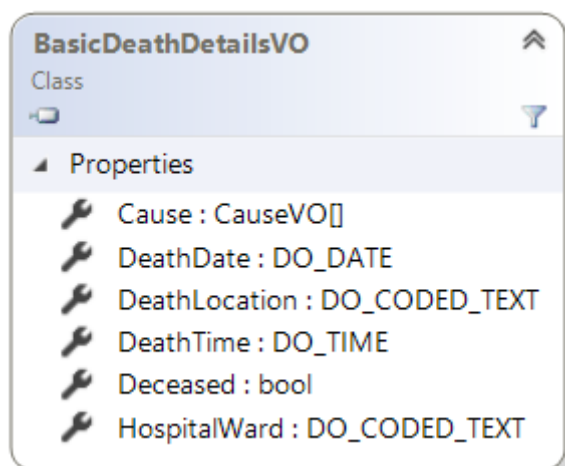 BasicDeathDetailsVO
Class
Properties
Cause : CauseVO[]
DeathDate : DO_DATE
DeathLocation : DO_CODED_TEXT
DeathTime : DO_TIME
Deceased : bool
HospitalWard : DO_CODED_TEXT